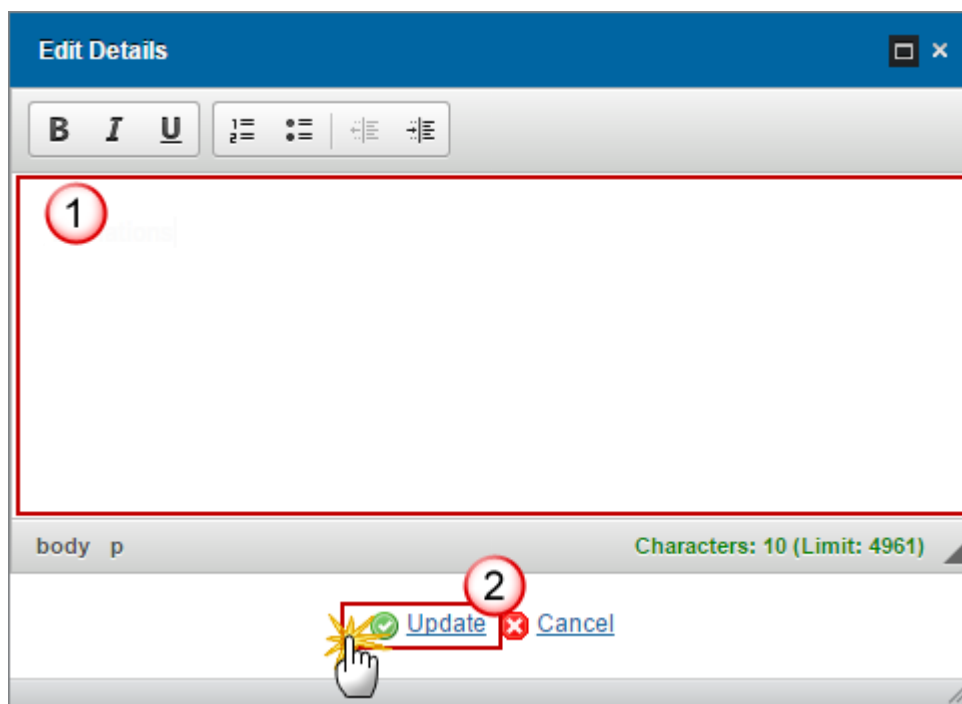 Edit Details
B I U
1
body p
Characters: 10 (Limit: 4961)
2
Update Cancel